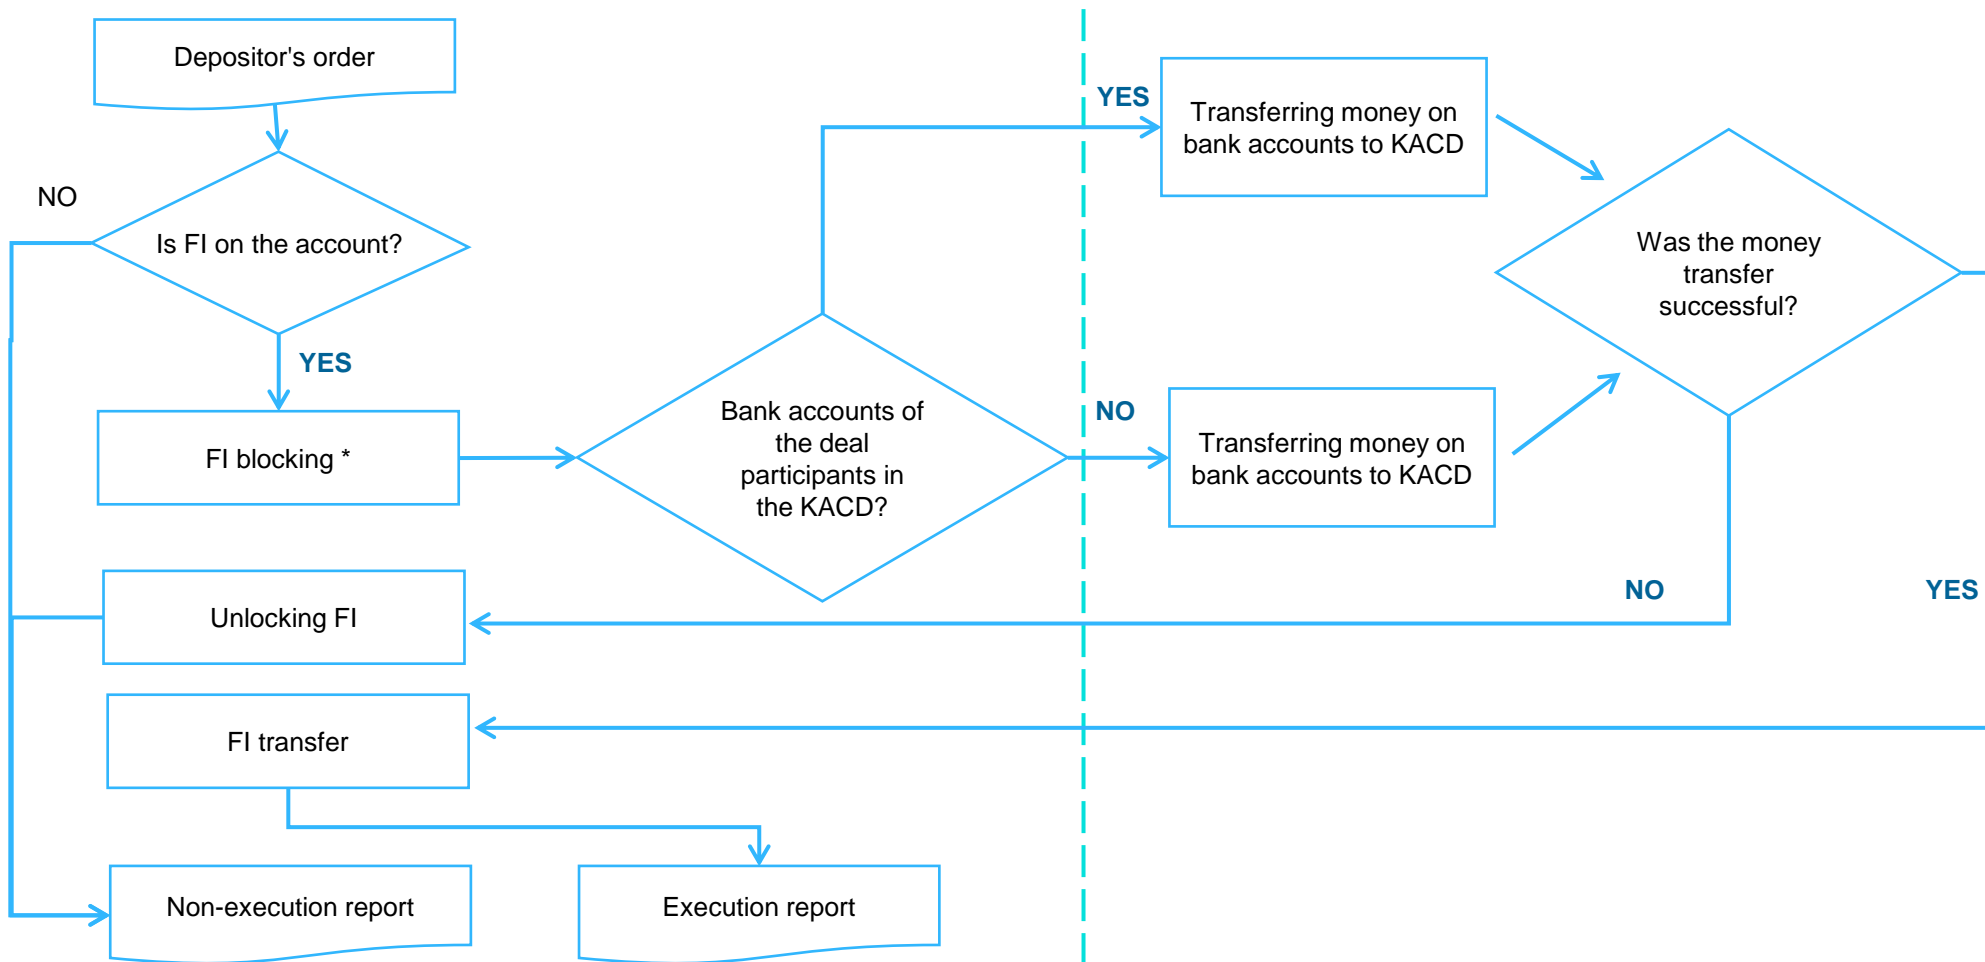 Depositor's order
NO
Is FI on the account?
YES
FI blocking *
Bank accounts of
the deal
participants in
the KACD?
YES
Transferring money on
bank accounts to KACD
NO
Transferring money on
bank accounts to KACD
Was the money
transfer
successful?
NO
YES
Unlocking FI
FI transfer
Non-execution report
Execution report